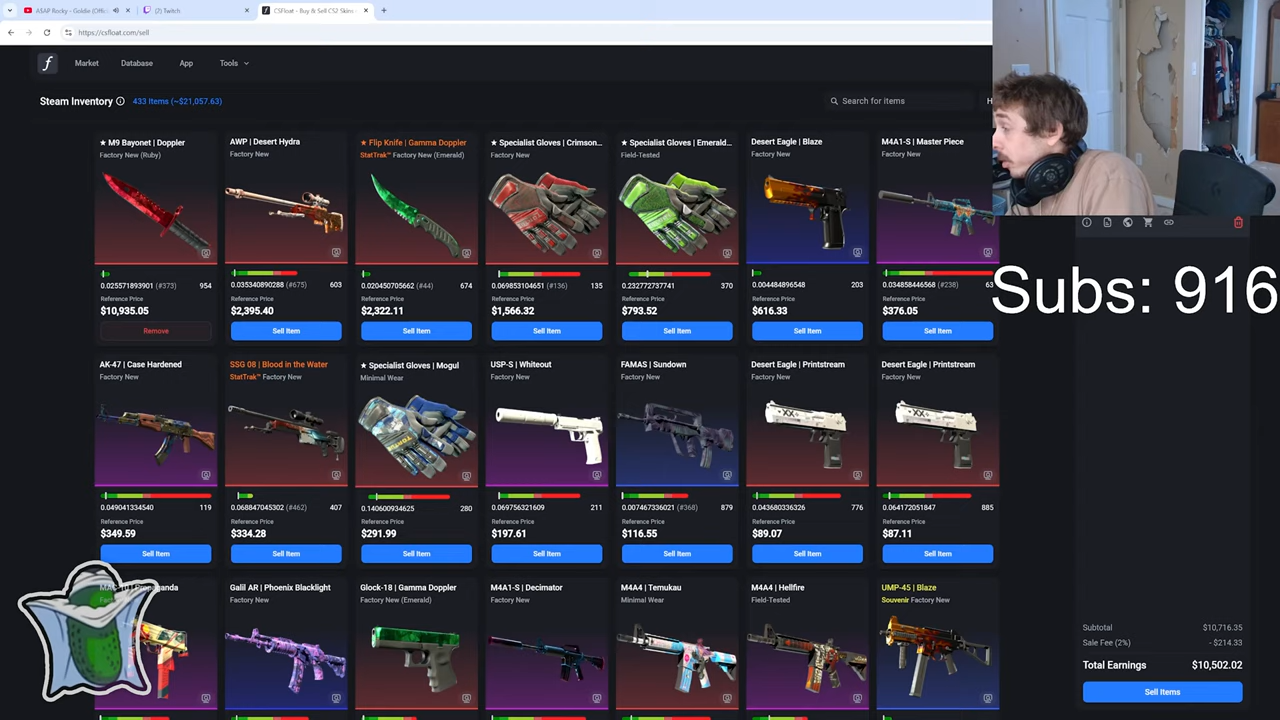 A$AP Rocky - Goldie (Offi
(2) Twitch
CSFloat - Buy & Sell CS2 Skins
https://csfloat.com/sell
Market
Database
App
Tools
Steam Inventory
433 Items (~$21,057.63)
Search for items
H
★ M9 Bayonet | Doppler
Factory New (Ruby)
0.025571893901 (#373)
954
Reference Price
$10,935.05
Remove
AWP | Desert Hydra
Factory New
0.035340890288 (#675)
603
Reference Price
$2,395.40
Sell Item
★ Flip Knife | Gamma Doppler
StatTrak™ Factory New (Emerald)
0.020450705662 (#44)
674
Reference Price
$2,322.11
Sell Item
★ Specialist Gloves | Crimson...
Factory New
0.069853104651 (#136)
135
Reference Price
$1,566.32
Sell Item
★ Specialist Gloves | Emerald...
Field-Tested
0.232772737741
370
Reference Price
$793.52
Sell Item
Desert Eagle | Blaze
Factory New
0.004484896548
203
Reference Price
$616.33
Sell Item
M4A1-S | Master Piece
Factory New
0.034858446568 (#238)
63
Reference Price
$376.05
Sell Item
AK-47 | Case Hardened
Factory New
0.049041334540
119
Reference Price
$349.59
Sell Item
SSG 08 | Blood in the Water
StatTrak™ Factory New
0.068847045302 (#462)
407
Reference Price
$334.28
Sell Item
★ Specialist Gloves | Mogul
Minimal Wear
0.140600934625
280
Reference Price
$291.99
Sell Item
USP-S | Whiteout
Factory New
0.069756321609
211
Reference Price
$197.61
Sell Item
FAMAS | Sundown
Factory New
0.007467336021 (#368)
879
Reference Price
$116.55
Sell Item
Desert Eagle | Printstream
Factory New
0.043680336326
776
Reference Price
$89.07
Sell Item
Desert Eagle | Printstream
Factory New
0.064172051847
885
Reference Price
$87.11
Sell Item
Galil AR | Phoenix Blacklight
Factory New
Glock-18 | Gamma Doppler
Factory New (Emerald)
M4A1-S | Decimator
Factory New
M4A4 | Temukau
Minimal Wear
M4A4 | Hellfire
Field-Tested
UMP-45 | Blaze
Souvenir Factory New
Subs: 916
Subtotal
$10,716.35
Sale Fee (2%)
- $214.33
Total Earnings
$10,502.02
Sell Items